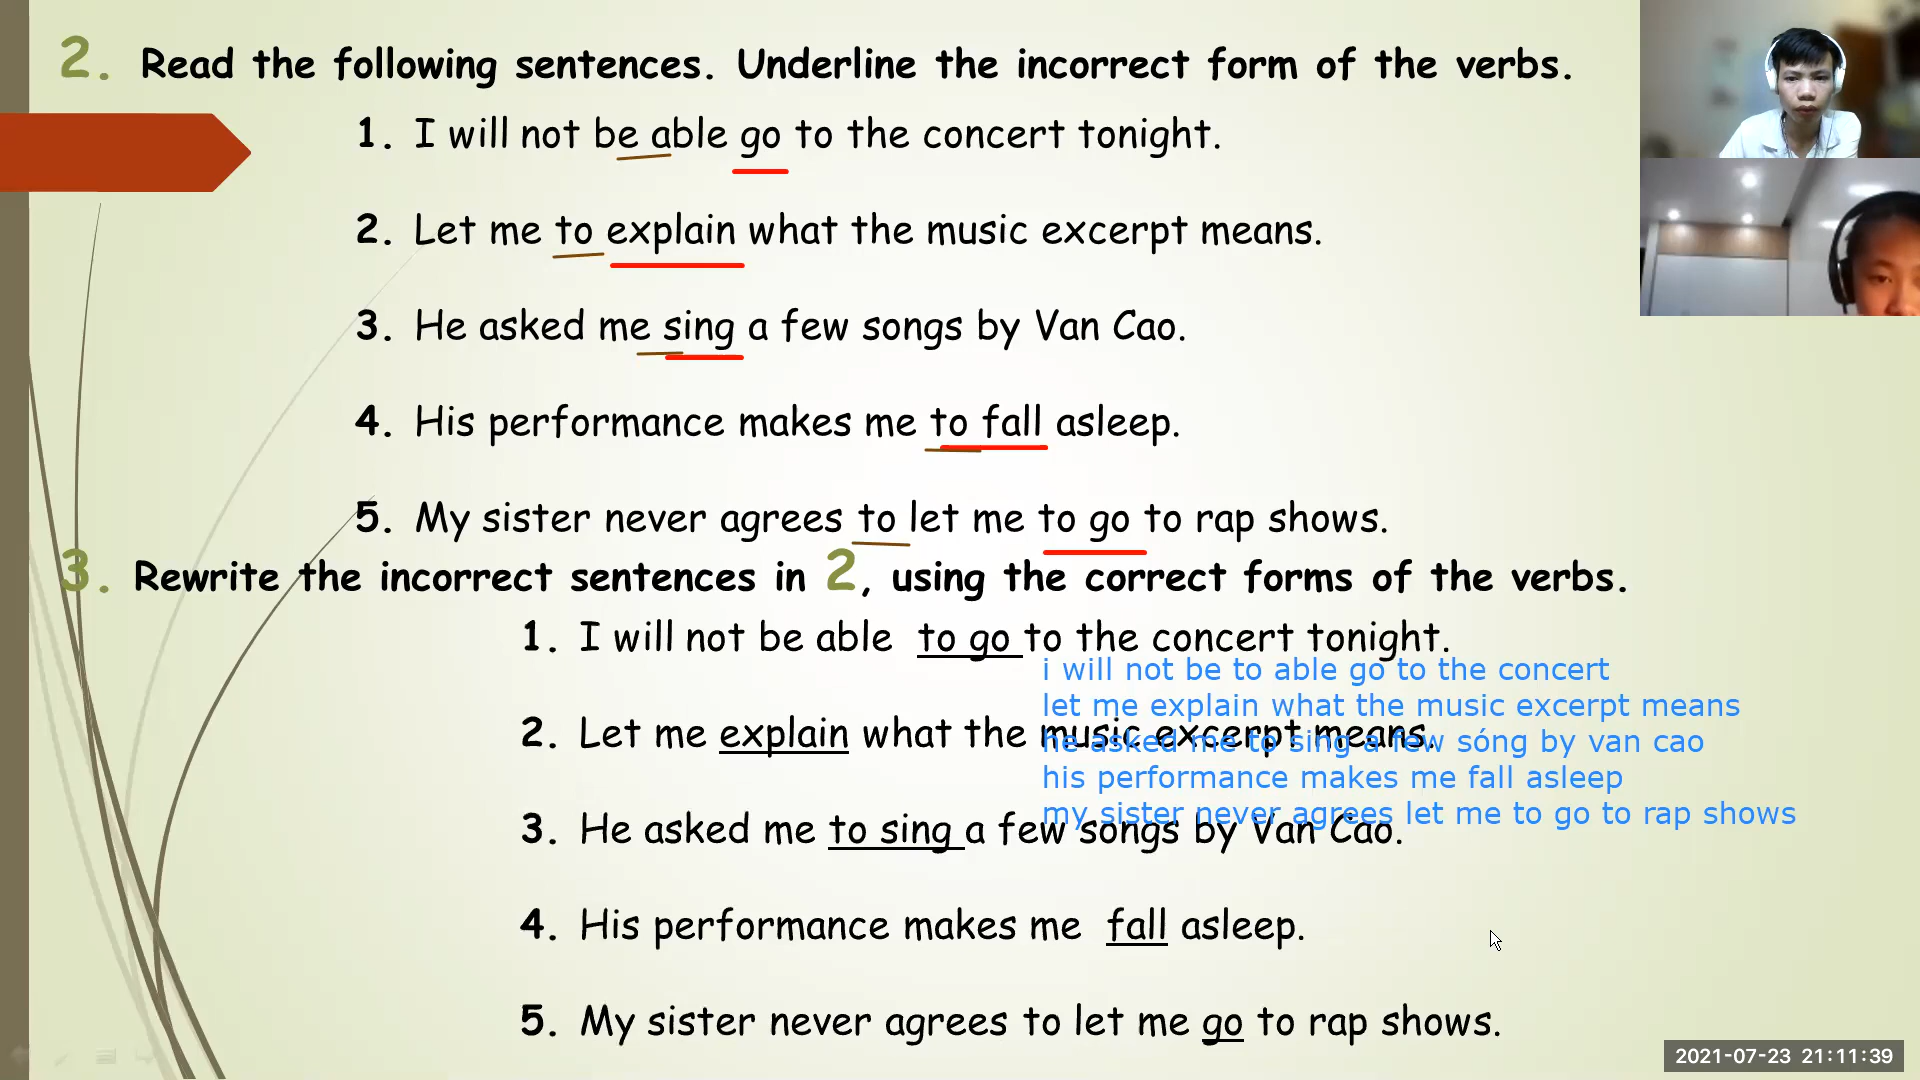 2. Read the following sentences. Underline the incorrect form of the verbs.
1. I will not be able go to the concert tonight.
2. Let me to explain what the music excerpt means.
3. He asked me sing a few songs by Van Cao.
4. His performance makes me to fall asleep.
5. My sister never agrees to let me to go to rap shows.
3. Rewrite the incorrect sentences in 2, using the correct forms of the verbs.
1. I will not be able to go to the concert tonight.
i will not be to able go to the concert
let me explain what the music excerpt means
2. Let me explain what the music excerpt means.
he asked me to sing a few sóng by van cao
his performance makes me fall asleep
my sister never agrees let me to go to rap shows
3. He asked me to sing a few songs by Van Cao.
4. His performance makes me fall asleep.
5. My sister never agrees to let me go to rap shows.
2021-07-23 21:11:39